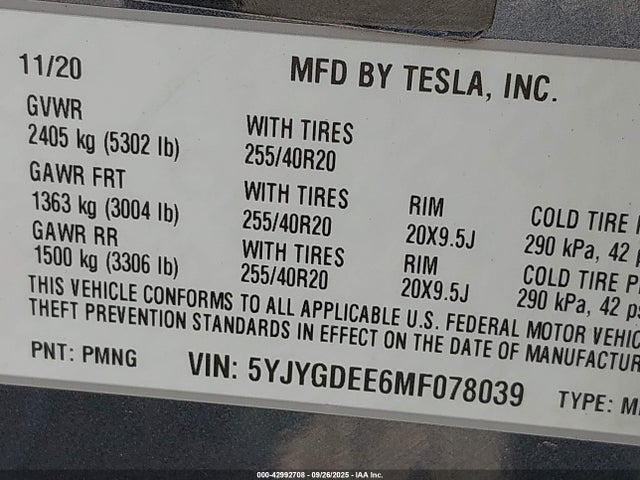 11/20 MFD BY TESLA, INC.
GVWR
2405 kg (5302 lb) WITH TIRES 255/40R20
GAWR FRT
1363 kg (3004 lb) WITH TIRES 255/40R20 RIM 20X9.5J COLD TIRE 290 kPa, 42
GAWR RR
1500 kg (3306 lb) WITH TIRES 255/40R20 RIM 20X9.5J COLD TIRE 290 kPa, 42
THIS VEHICLE CONFORMS TO ALL APPLICABLE U.S. FEDERAL MOTOR
THEFT PREVENTION STANDARDS IN EFFECT ON THE DATE OF
PNT: PMNG VIN: 5YJYGDEE6MF078039 TYPE:
000-42992708 - 09/26/2025 - IAA Inc.